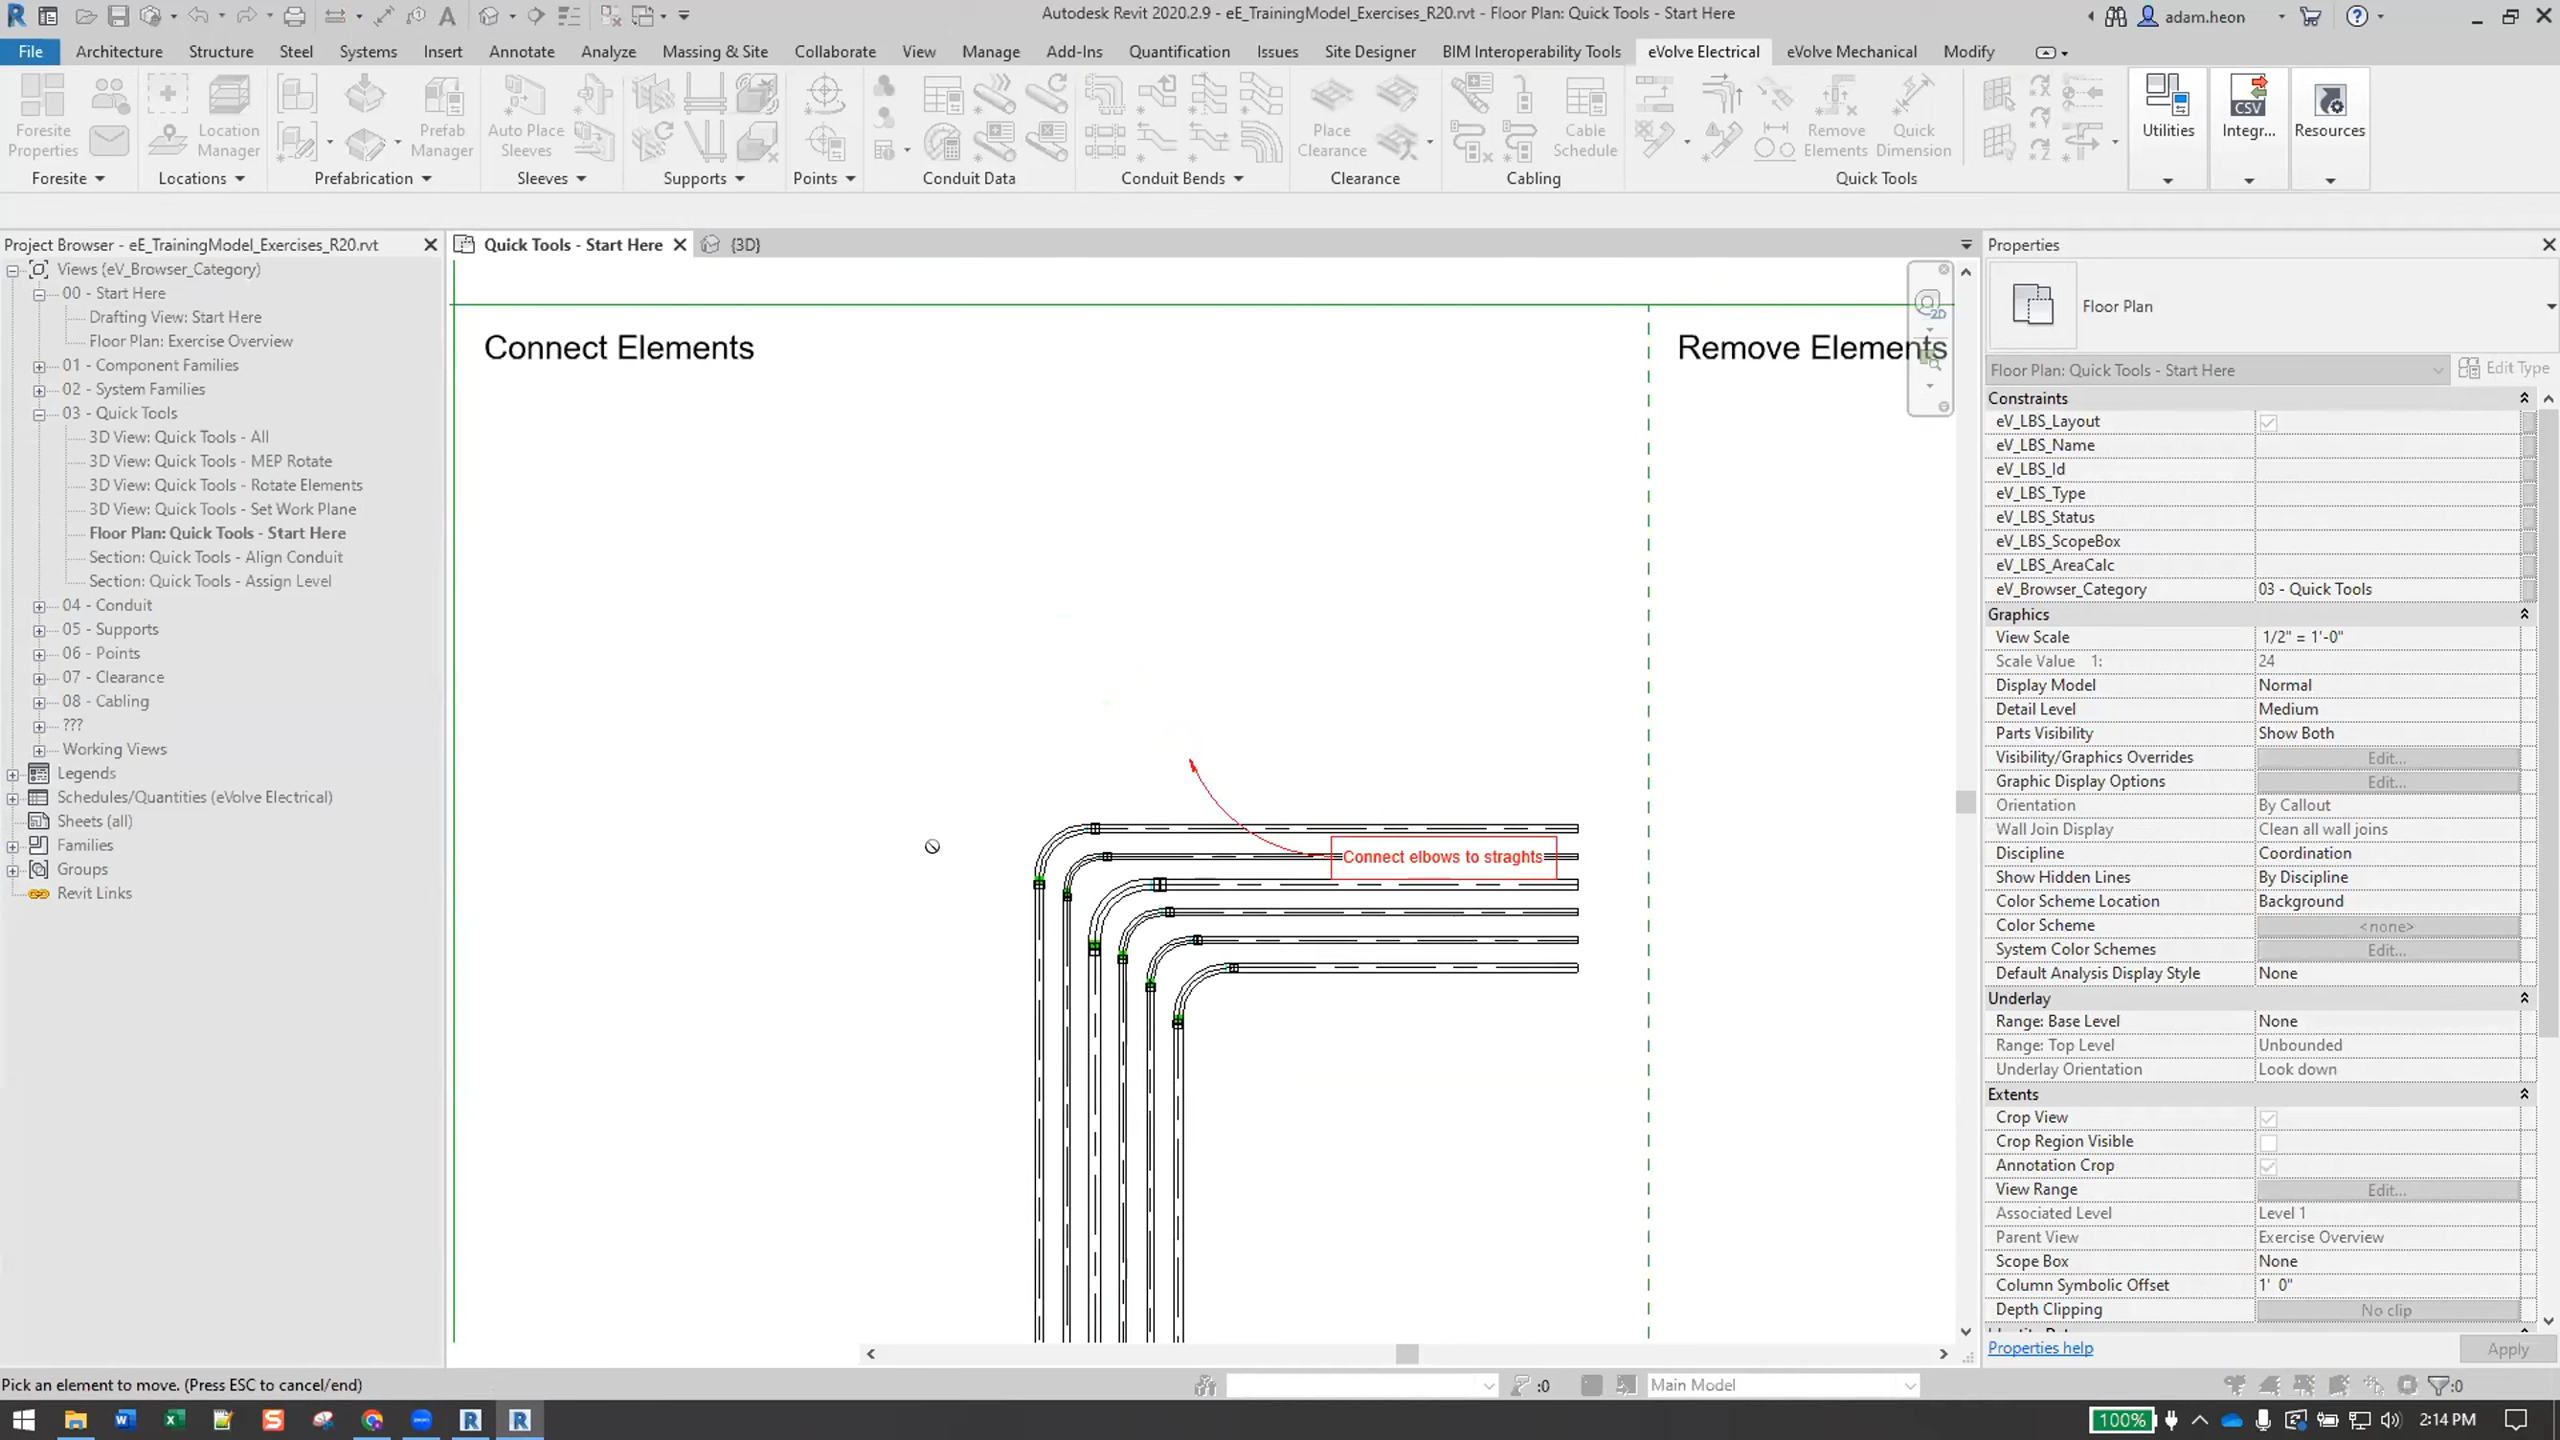 Autodesk Revit 2020.2.9 - eE_TrainingModel_Exercises_R20.rvt - Floor Plan: Quick Tools - Start Here
adam.heon
File Architecture Structure Steel Systems Insert Annotate Analyze Massing & Site Collaborate View Manage Add-Ins Quantification Issues Site Designer BIM Interoperability Tools eVolve Electrical eVolve Mechanical Modify
Foresite Properties
Location Manager
Prefab Manager
Auto Place Sleeves
Place Clearance
Cable Schedule
Remove Elements
Quick Dimension
Utilities
CSV
Integr...
Resources
Foresite Locations Prefabrication Sleeves Supports Points Conduit Data Conduit Bends Clearance Cabling Quick Tools
Project Browser - eE_TrainingModel_Exercises_R20.rvt
Views (eV_Browser_Category)
00 - Start Here
Drafting View: Start Here
Floor Plan: Exercise Overview
01 - Component Families
02 - System Families
03 - Quick Tools
3D View: Quick Tools - All
3D View: Quick Tools - MEP Rotate
3D View: Quick Tools - Rotate Elements
3D View: Quick Tools - Set Work Plane
Floor Plan: Quick Tools - Start Here
Section: Quick Tools - Align Conduit
Section: Quick Tools - Assign Level
04 - Conduit
05 - Supports
06 - Points
07 - Clearance
08 - Cabling
???
Working Views
Legends
Schedules/Quantities (eVolve Electrical)
Sheets (all)
Families
Groups
Revit Links
Quick Tools - Start Here
{3D}
Connect Elements
Remove Elements
2D
Connect elbows to straghts
Properties
Floor Plan
Floor Plan: Quick Tools - Start Here
Edit Type
Constraints
eV_LBS_Layout
eV_LBS_Name
eV_LBS_Id
eV_LBS_Type
eV_LBS_Status
eV_LBS_ScopeBox
eV_LBS_AreaCalc
eV_Browser_Category 03 - Quick Tools
Graphics
View Scale 1/2" = 1'-0"
Scale Value 1: 24
Display Model Normal
Detail Level Medium
Parts Visibility Show Both
Visibility/Graphics Overrides Edit...
Graphic Display Options Edit...
Orientation By Callout
Wall Join Display Clean all wall joins
Discipline Coordination
Show Hidden Lines By Discipline
Color Scheme Location Background
Color Scheme <none>
System Color Schemes Edit...
Default Analysis Display Style None
Underlay
Range: Base Level None
Range: Top Level Unbounded
Underlay Orientation Look down
Extents
Crop View
Crop Region Visible
Annotation Crop
View Range Edit...
Associated Level Level 1
Parent View Exercise Overview
Scope Box None
Column Symbolic Offset 1' 0"
Depth Clipping No clip
Properties help
Apply
Pick an element to move. (Press ESC to cancel/end)
:0
Main Model
:0
100%
2:14 PM